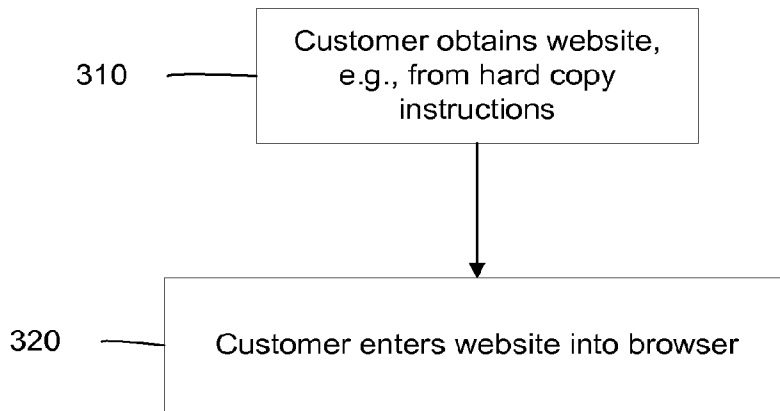 310
Customer obtains website,
e.g., from hard copy
instructions
320
Customer enters website into browser